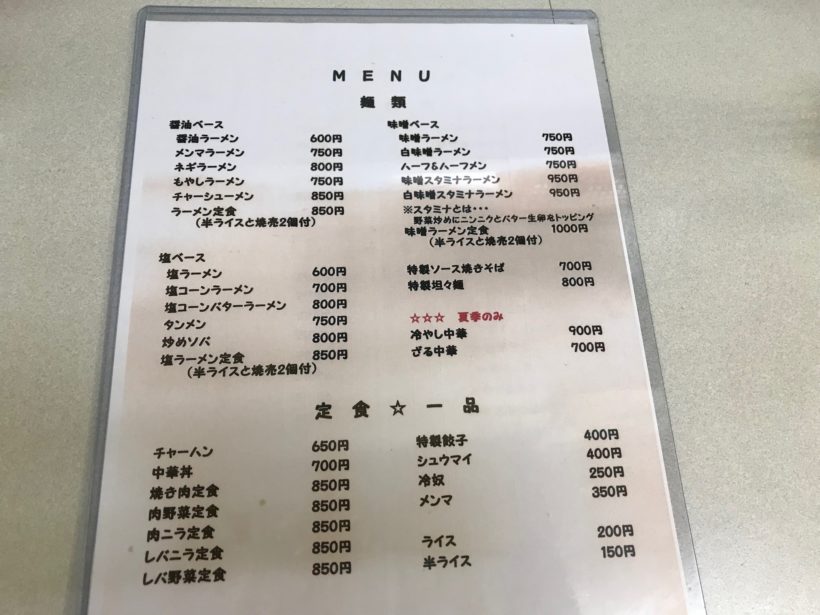 MENU
麺類
醤油ベース
醤油ラーメン 600円
メンマラーメン 750円
ネギラーメン 800円
もやしラーメン 750円
チャーシューメン 850円
ラーメン定食 850円
(半ライスと焼売2個付)
塩ベース
塩ラーメン 600円
塩コーンラーメン 700円
塩コーンバターラーメン 800円
タンメン 750円
炒めソバ 800円
塩ラーメン定食 850円
(半ライスと焼売2個付)
味噌ベース
味噌ラーメン 750円
白味噌ラーメン 750円
ハーフ&ハーフメン 750円
味噌スタミナラーメン 950円
白味噌スタミナラーメン 950円
※スタミナとは・・・
野菜炒めにニンニクとバター生卵をトッピング
味噌ラーメン定食 1000円
(半ライスと焼売2個付)
特製ソース焼きそば 700円
特製坦々麺 800円
☆☆☆ 夏季のみ
冷やし中華 900円
ざる中華 700円
定食☆一品
チャーハン 650円
中華丼 700円
焼き肉定食 850円
肉野菜定食 850円
肉ニラ定食 850円
レバニラ定食 850円
レバ野菜定食 850円
特製餃子 400円
シュウマイ 400円
冷奴 250円
メンマ 350円
ライス 200円
半ライス 150円